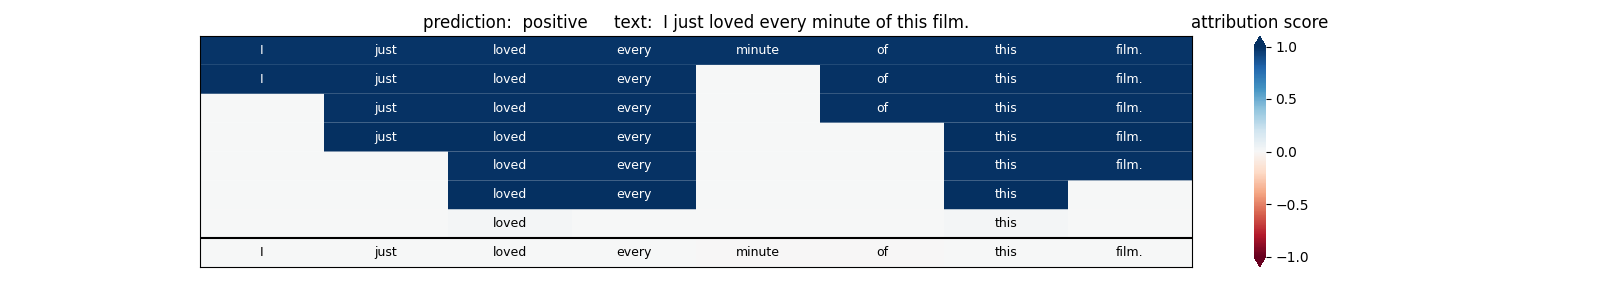 prediction: positive text: I just loved every minute of this film. attribution score
I just loved every minute of this film. 1.0
I just loved every of this film.
just loved every of this film. 0.5
just loved every this film.
loved every this film. 0.0
loved every this
−0.5
loved this
I just loved every minute of this film.
−1.0